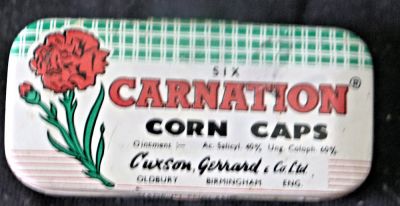 SIX
CARNATION®
CORN CAPS
Ointment :— Ac. Salicyl. 40% Ung. Coloph. 60%
Cuxson, Gerrard & Co Ltd
OLDBURY BIRMINGHAM ENG.